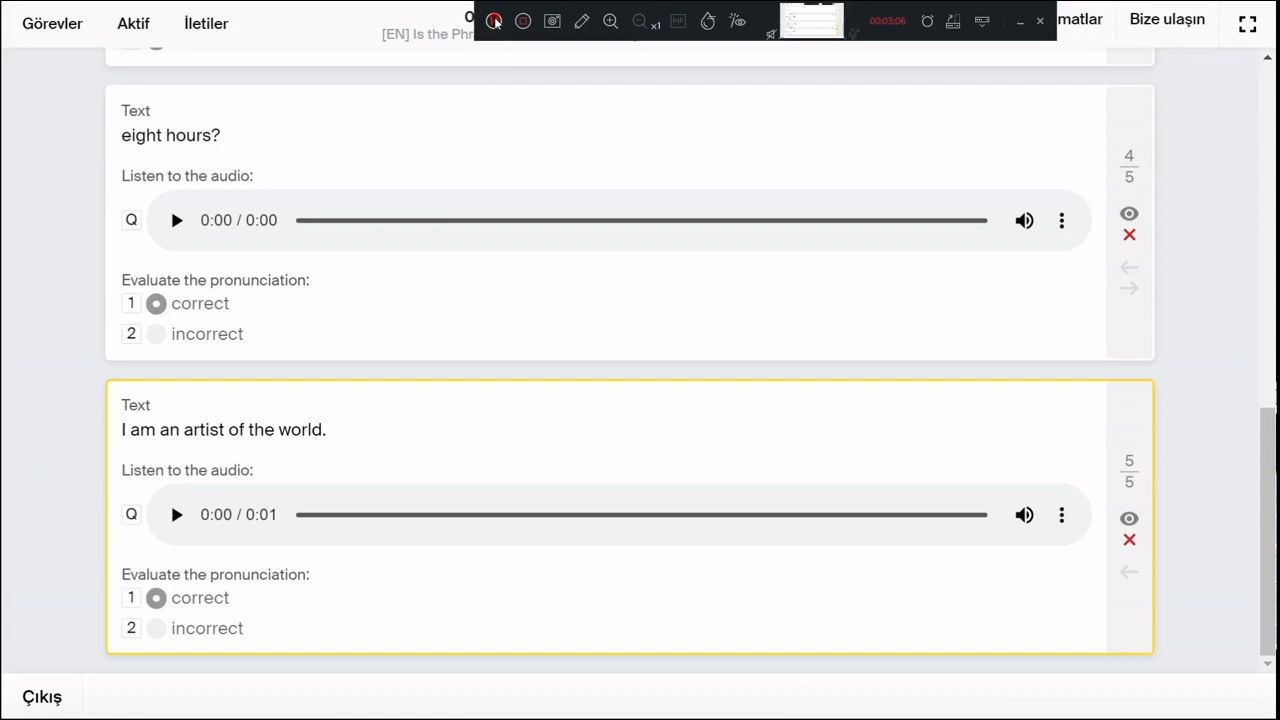 Görevler Aktif İletiler
[EN] Is the Phr
x1 PIF 00:03:06
matlar Bize ulaşın
Text
eight hours?
Listen to the audio:
Q 0:00 / 0:00
Evaluate the pronunciation:
1 correct
2 incorrect
4
5
Text
I am an artist of the world.
Listen to the audio:
Q 0:00 / 0:01
Evaluate the pronunciation:
1 correct
2 incorrect
5
5
Çıkış